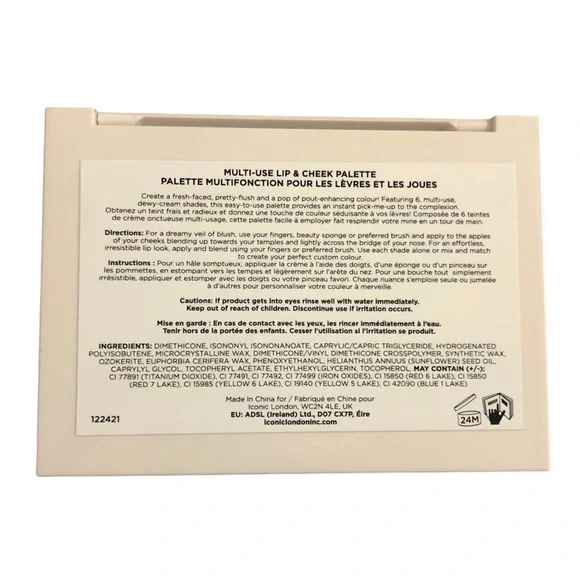 MULTI-USE LIP & CHEEK PALETTE
PALETTE MULTIFONCTION POUR LES LÈVRES ET LES JOUES
Create a fresh-faced, pretty-flush and a pop of pout-enhancing colour! Featuring 6, multi-use,
dewy-cream shades, this easy-to-use palette provides an instant pick-me-up to the complexion.
Obtenez un teint frais et radieux et donnez une touche de couleur séduisante à vos lèvres! Composée de 6 teintes
de crème onctueuse multi-usage, cette palette facile à employer fait resplendir votre mine en un tour de main.
Directions: For a dreamy veil of blush, use your fingers, beauty sponge or preferred brush and apply to the apples
of your cheeks blending up towards your temples and lightly across the bridge of your nose. For an effortless,
irresistible lip look, apply and blend using your fingers or preferred brush. Use each shade alone or mix and match
to create your perfect custom colour.
Instructions : Pour un hâle somptueux, appliquer la crème à l'aide des doigts, d'une éponge ou d'un pinceau sur
les pommettes, en estompant vers les tempes et légèrement sur l'arête du nez. Pour une bouche tout simplement
irrésistible, appliquer et estomper avec les doigts ou votre pinceau favori. Chaque nuance s'emploie seule ou jumelée
à d'autres pour personnaliser votre couleur à merveille.
Cautions: If product gets into eyes rinse well with water immediately.
Keep out of reach of children. Discontinue use if irritation occurs.
Mise en garde : En cas de contact avec les yeux, les rincer immédiatement à l'eau.
Tenir hors de la portée des enfants. Cesser l'utilisation si l'irritation se produit.
INGREDIENTS: DIMETHICONE, ISONONYL ISONONANOATE, CAPRYLIC/CAPRIC TRIGLYCERIDE, HYDROGENATED
POLYISOBUTENE, MICROCRYSTALLINE WAX, DIMETHICONE/VINYL DIMETHICONE CROSSPOLYMER, SYNTHETIC WAX,
OZOKERITE, EUPHORBIA CERIFERA WAX, PHENOXYETHANOL, HELIANTHUS ANNUUS (SUNFLOWER) SEED OIL,
CAPRYLYL GLYCOL, TOCOPHERYL ACETATE, ETHYLHEXYLGLYCERIN, TOCOPHEROL. MAY CONTAIN (+/-):
CI 77891 (TITANIUM DIOXIDE), CI 77491, CI 77492, CI 77499 (IRON OXIDES), CI 15850 (RED 6 LAKE), CI 15850
(RED 7 LAKE), CI 15985 (YELLOW 6 LAKE), CI 19140 (YELLOW 5 LAKE), CI 42090 (BLUE 1 LAKE)
Made In China for / Fabriqué en Chine pour
Iconic London, WC2N 4LE, UK
EU: ADSL (Ireland) Ltd., D07 CX7P, Éire
iconiclondoninc.com
122421
24M